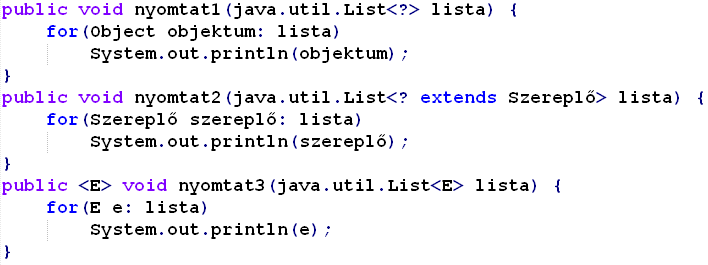 public void nyomtat1(java.util.List<?> lista) {
    for(Object objektum: lista)
        System.out.println(objektum);
}
public void nyomtat2(java.util.List<? extends Szereplő> lista) {
    for(Szereplő szereplő: lista)
        System.out.println(szereplő);
}
public <E> void nyomtat3(java.util.List<E> lista) {
    for(E e: lista)
        System.out.println(e);
}